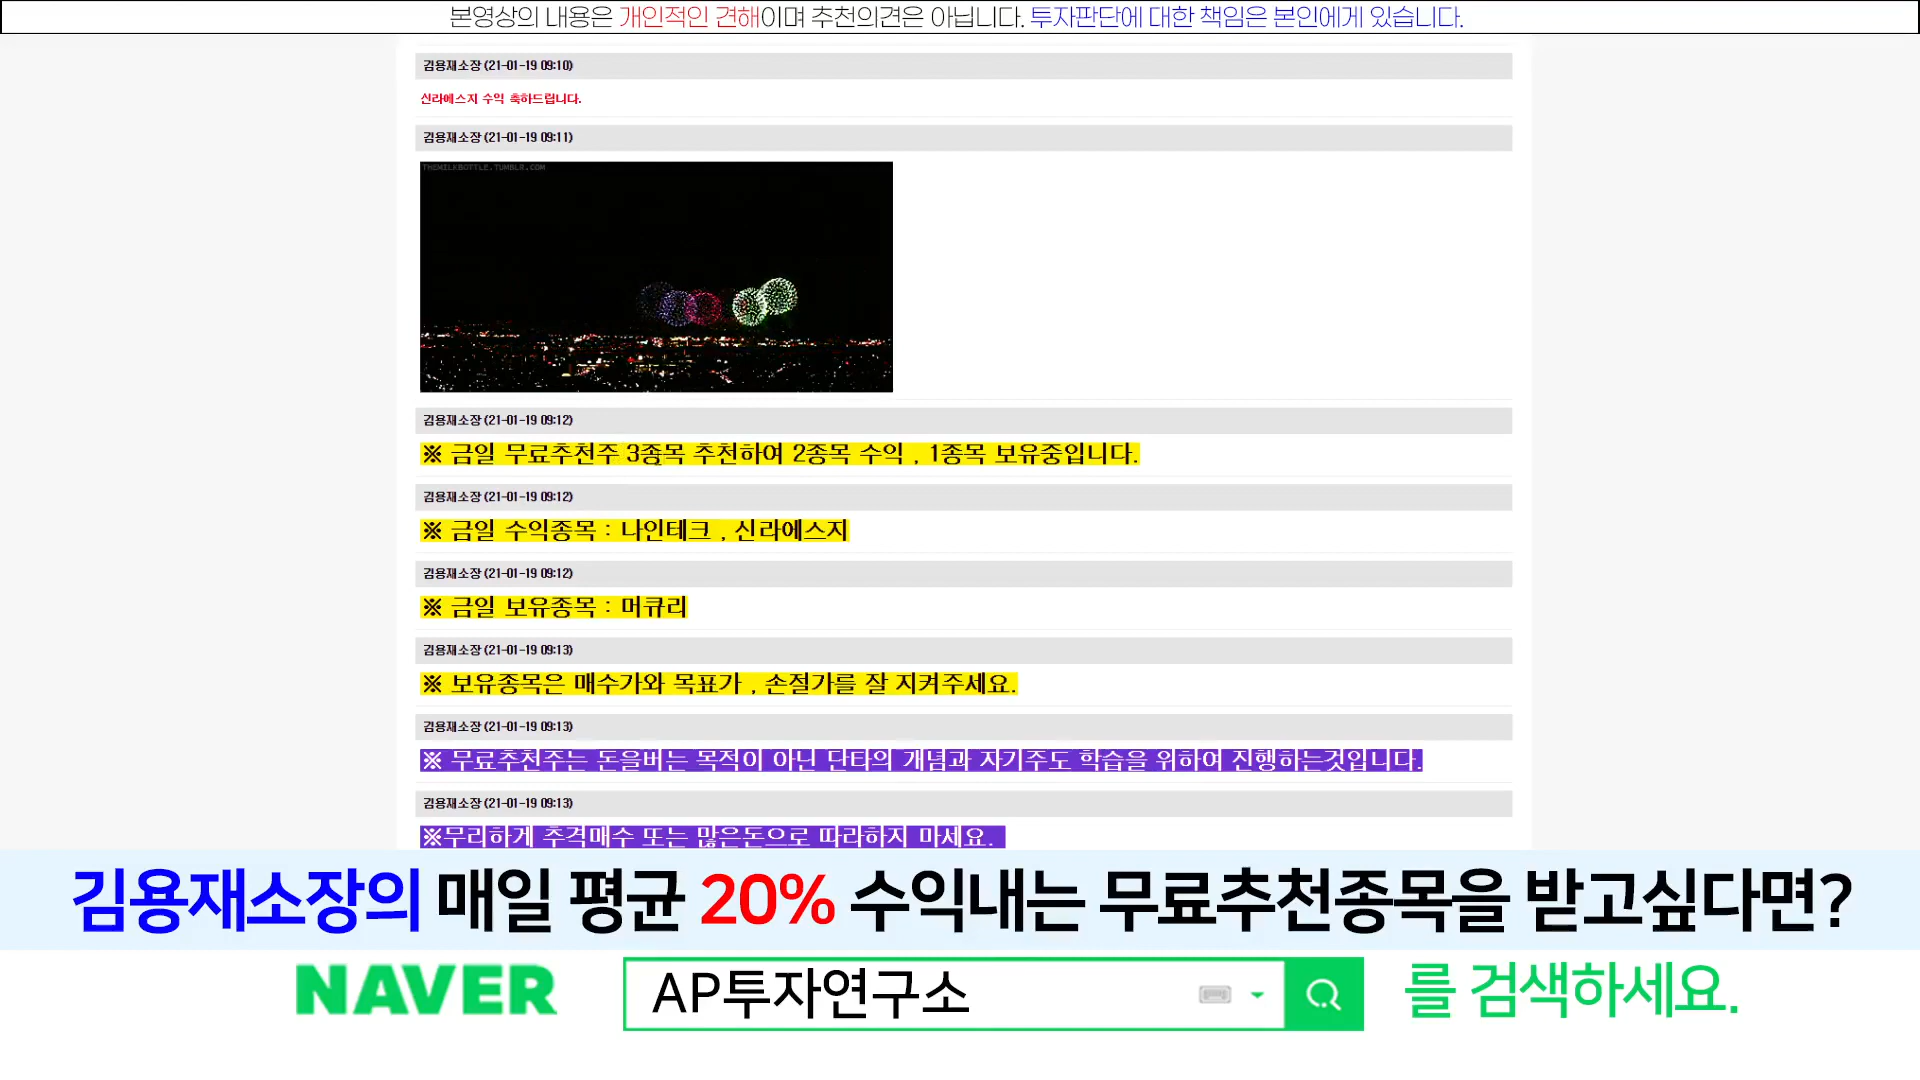 본영상의 내용은 개인적인 견해이며 추천의견은 아닙니다. 투자판단에 대한 책임은 본인에게 있습니다.
김용재소장 (21-01-19 09:10)
신라에스지 수익 축하드립니다.
김용재소장 (21-01-19 09:11)
THEMILKBOTTLE.TUMBLR.COM
김용재소장 (21-01-19 09:12)
※ 금일 무료추천주 3종목 추천하여 2종목 수익 , 1종목 보유중입니다.
김용재소장 (21-01-19 09:12)
※ 금일 수익종목 : 나인테크 , 신라에스지
김용재소장 (21-01-19 09:12)
※ 금일 보유종목 : 머큐리
김용재소장 (21-01-19 09:13)
※ 보유종목은 매수가와 목표가 , 손절가를 잘 지켜주세요.
김용재소장 (21-01-19 09:13)
※ 무료추천주는 돈을버는 목적이 아닌 단타의 개념과 자기주도 학습을 위하여 진행하는것입니다.
김용재소장 (21-01-19 09:13)
※무리하게 추격매수 또는 많은돈으로 따라하지 마세요.
김용재소장의 매일 평균 20% 수익내는 무료추천종목을 받고싶다면?
NAVER AP투자연구소 를 검색하세요.